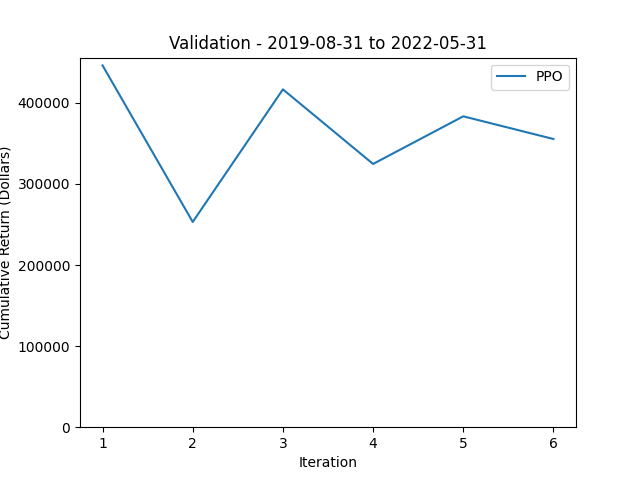 Validation - 2019-08-31 to 2022-05-31
PPO
Cumulative Return (Dollars)
400000
300000
200000
100000
0
1 2 3 4 5 6
Iteration